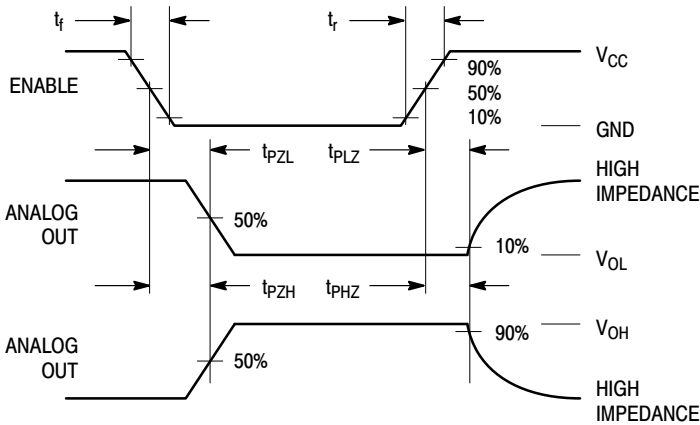 t_f
t_r
ENABLE
V_CC
90%
50%
10%
GND
t_PZL
t_PLZ
HIGH
IMPEDANCE
ANALOG
OUT
50%
10%
V_OL
t_PZH
t_PHZ
V_OH
90%
ANALOG
OUT
50%
HIGH
IMPEDANCE